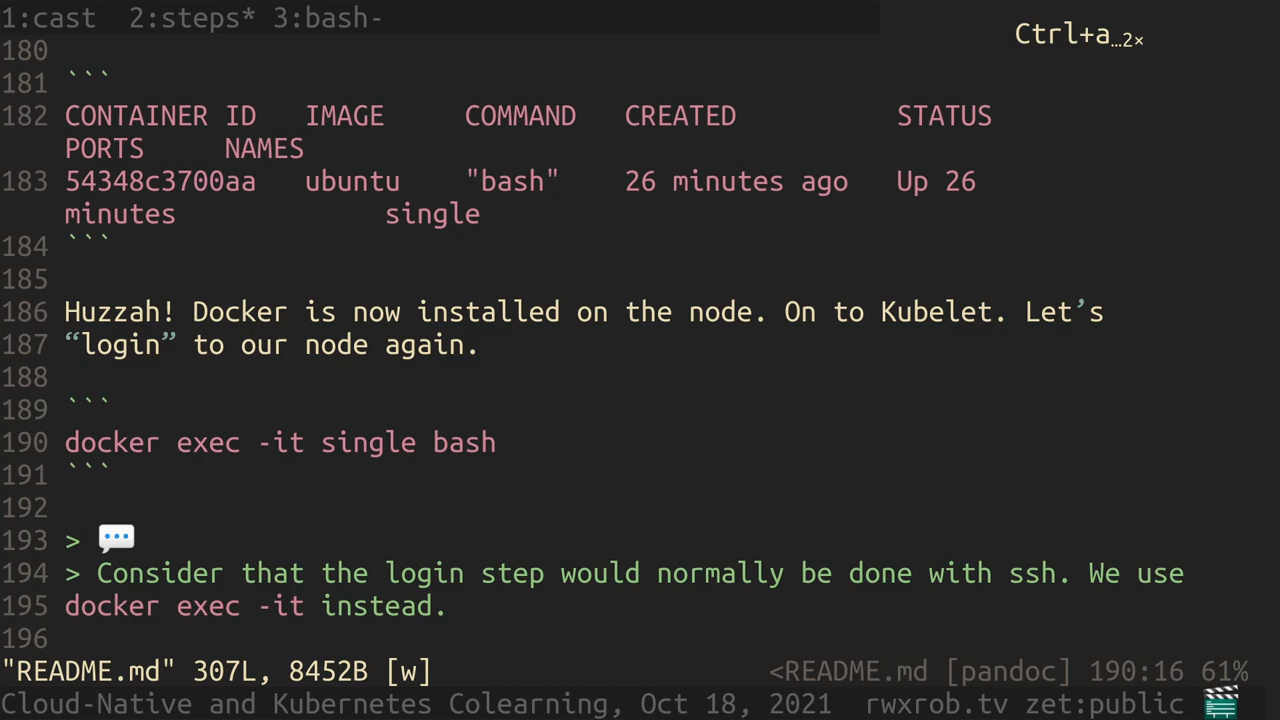 1:cast  2:steps* 3:bash-
Ctrl+a…2×
180
181 ```
182 CONTAINER ID   IMAGE     COMMAND   CREATED          STATUS
PORTS     NAMES
183 54348c3700aa   ubuntu    "bash"    26 minutes ago   Up 26
minutes             single
184 ```
185
186 Huzzah! Docker is now installed on the node. On to Kubelet. Let’s
187 “login” to our node again.
188
189 ```
190 docker exec -it single bash
191 ```
192
193 > 💬
194 > Consider that the login step would normally be done with ssh. We use
195 docker exec -it instead.
196
"README.md" 307L, 8452B [w]    <README.md [pandoc] 190:16 61%
Cloud-Native and Kubernetes Colearning, Oct 18, 2021  rwxrob.tv zet:public 🎬